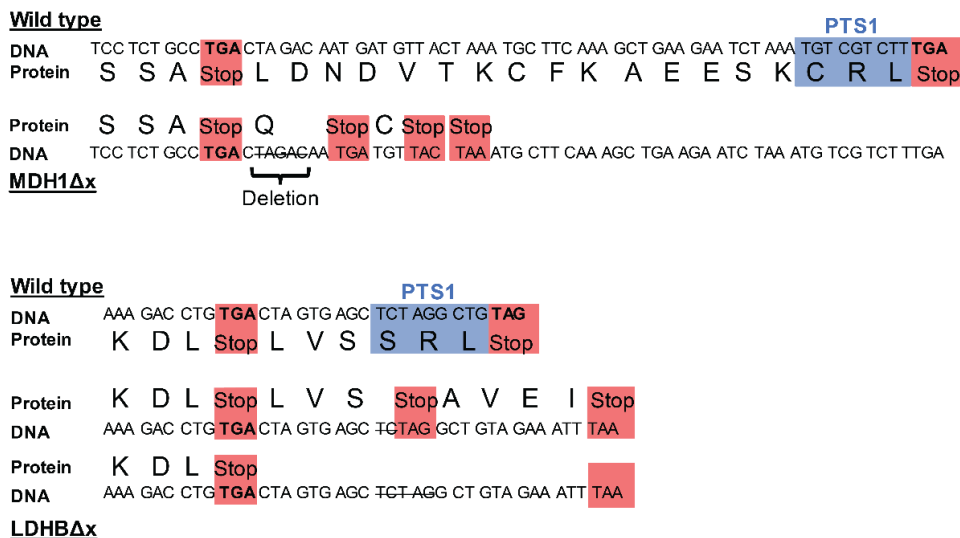 Wild type
PTS1
DNA TCC TCT GCC TGA CTA GAC AAT GAT GTT ACT AAA TGC TTC AAA GCT GAA GAA TCT AAA TGT CGT CTT TGA
Protein S S A Stop L D N D V T K C F K A E E S K C R L Stop
Protein S S A Stop Q Stop C Stop Stop
DNA TCC TCT GCC TGA CTAGACAA TGA TGT TAC TAA ATG CTT CAA AGC TGA AGA ATC TAA ATG TCG TCT TTGA
MDH1Δx
Deletion
Wild type
PTS1
DNA AAA GAC CTG TGA CTA GTG AGC TCT AGG CTG TAG
Protein K D L Stop L V S S R L Stop
Protein K D L Stop L V S Stop A V E I Stop
DNA AAA GAC CTG TGA CTA GTG AGC TCTAG GCT GTA GAA ATT TAA
Protein K D L Stop
DNA AAA GAC CTG TGA CTA GTG AGC TCTAGG CT GTA GAA ATT TAA
LDHBΔx